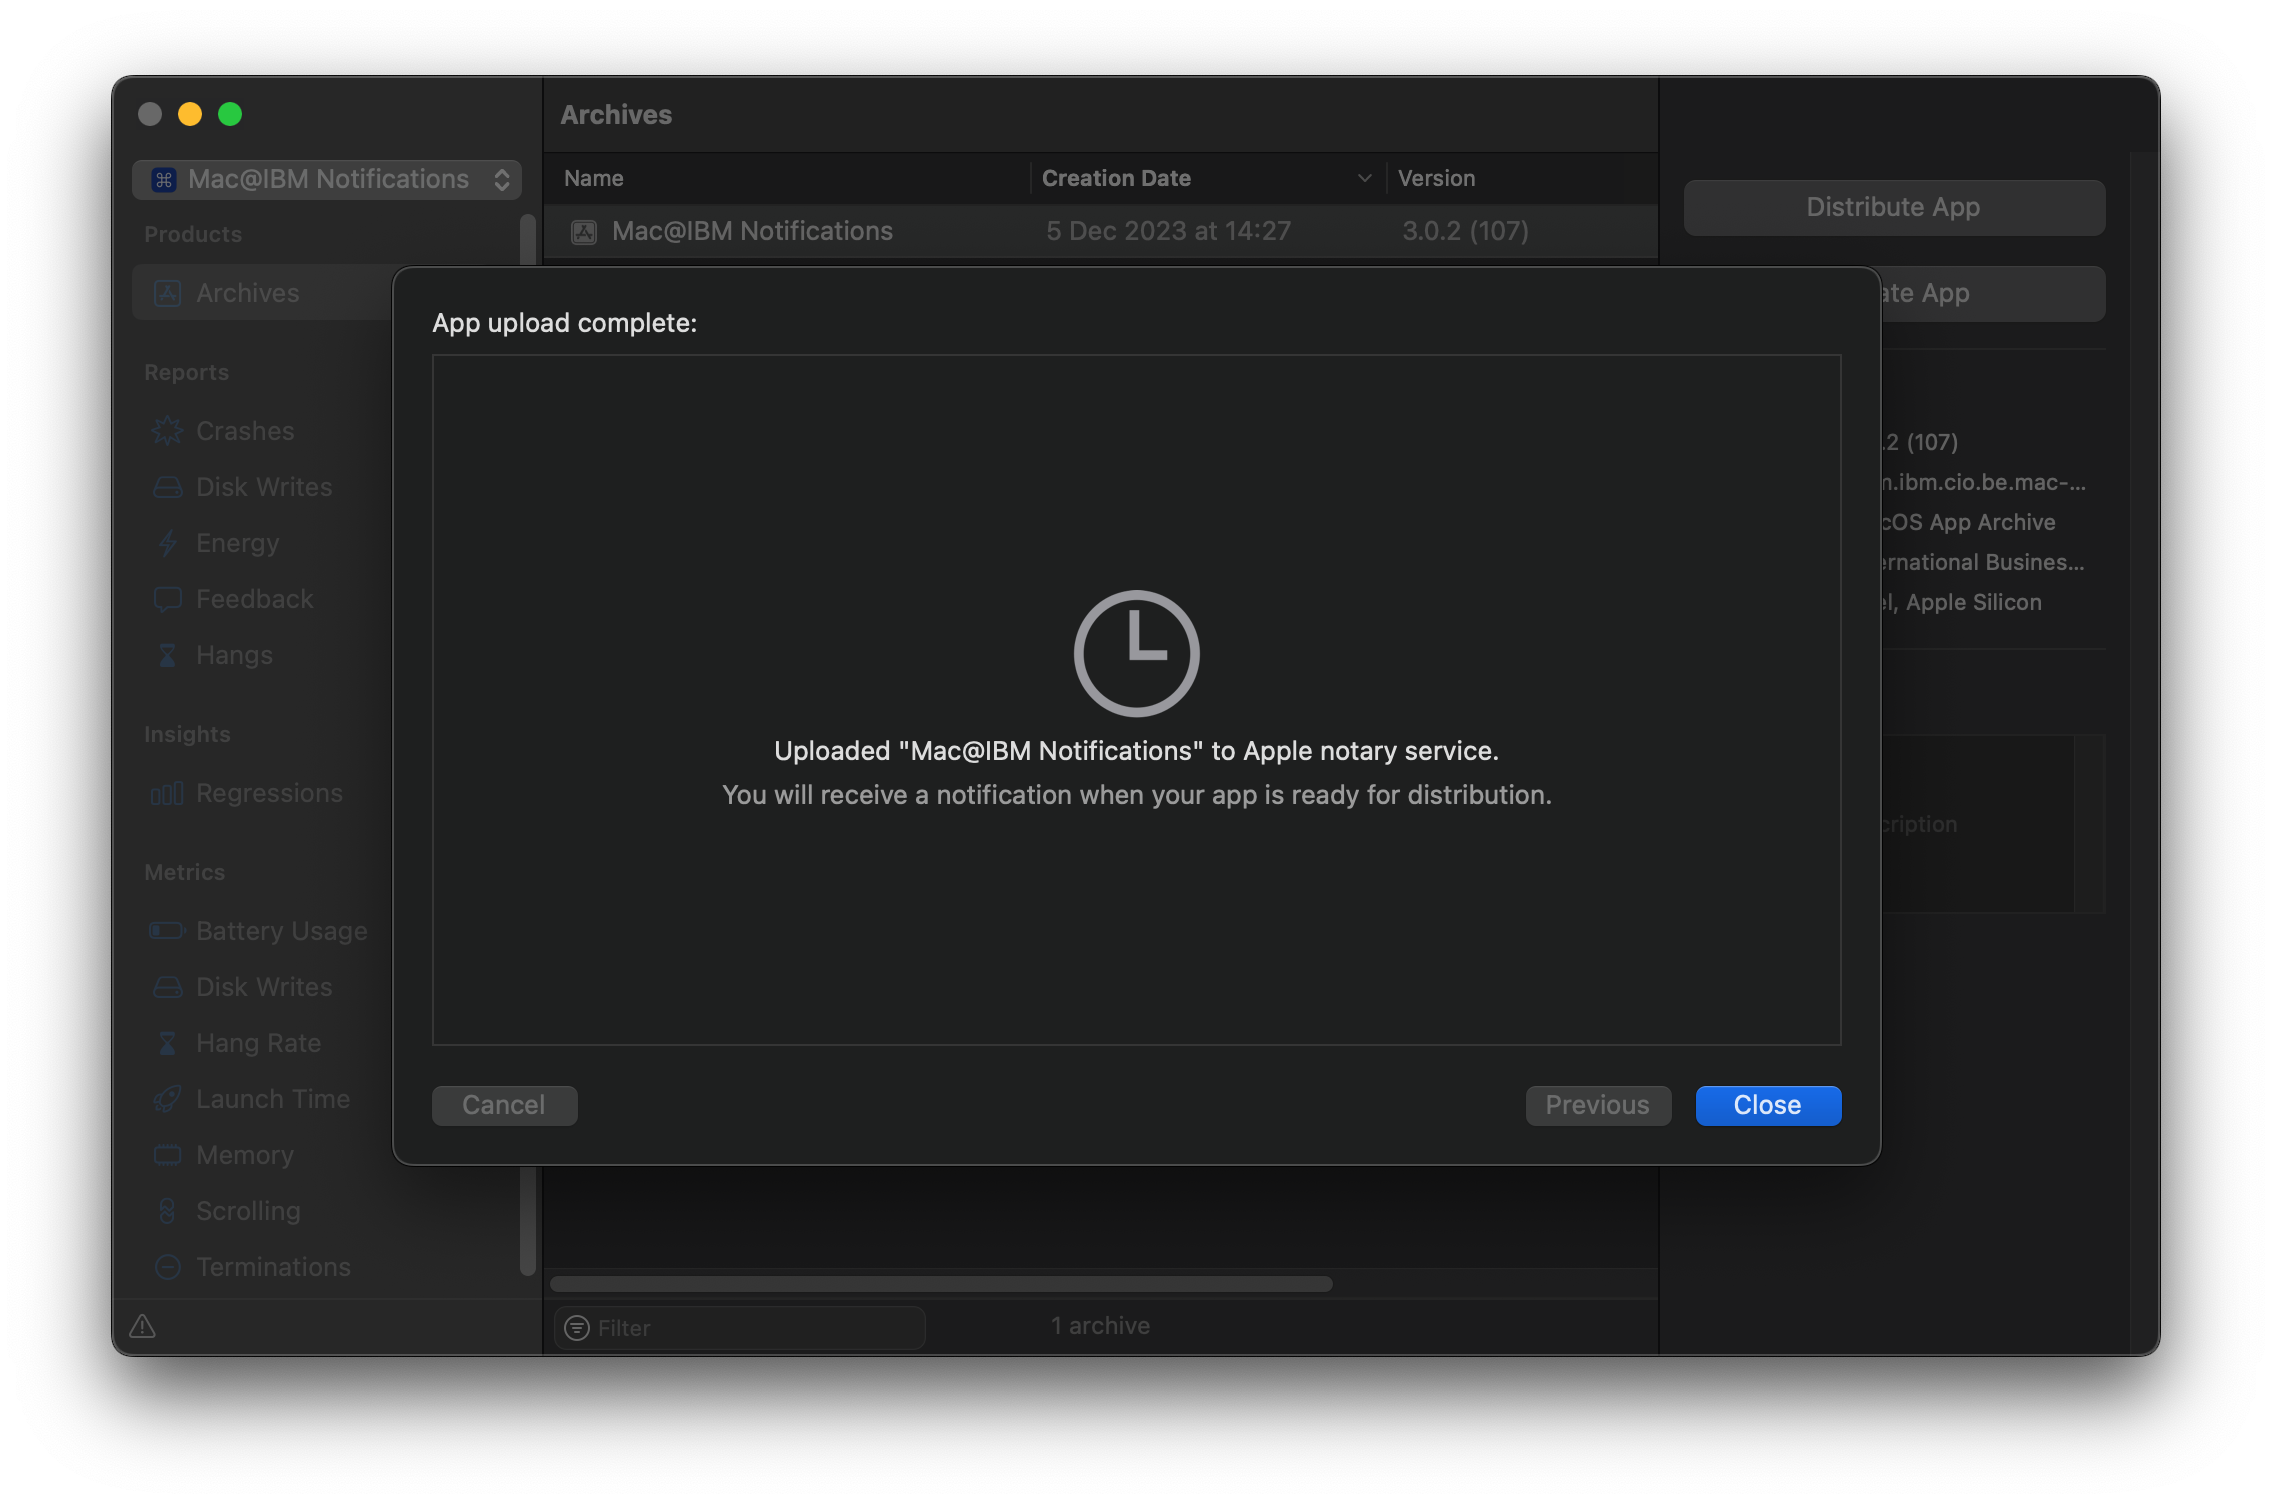 Archives
Mac@IBM Notifications
Name
Creation Date
Version
Mac@IBM Notifications
5 Dec 2023 at 14:27
3.0.2 (107)
Products
Archives
Reports
Crashes
Disk Writes
Energy
Feedback
Hangs
Insights
Regressions
Metrics
Battery Usage
Disk Writes
Hang Rate
Launch Time
Memory
Scrolling
Terminations
App upload complete:
Uploaded "Mac@IBM Notifications" to Apple notary service.
You will receive a notification when your app is ready for distribution.
Cancel
Previous
Close
Distribute App
App
.2 (107)
.ibm.cio.be.mac-...
cOS App Archive
ernational Busines...
l, Apple Silicon
cription
Filter
1 archive